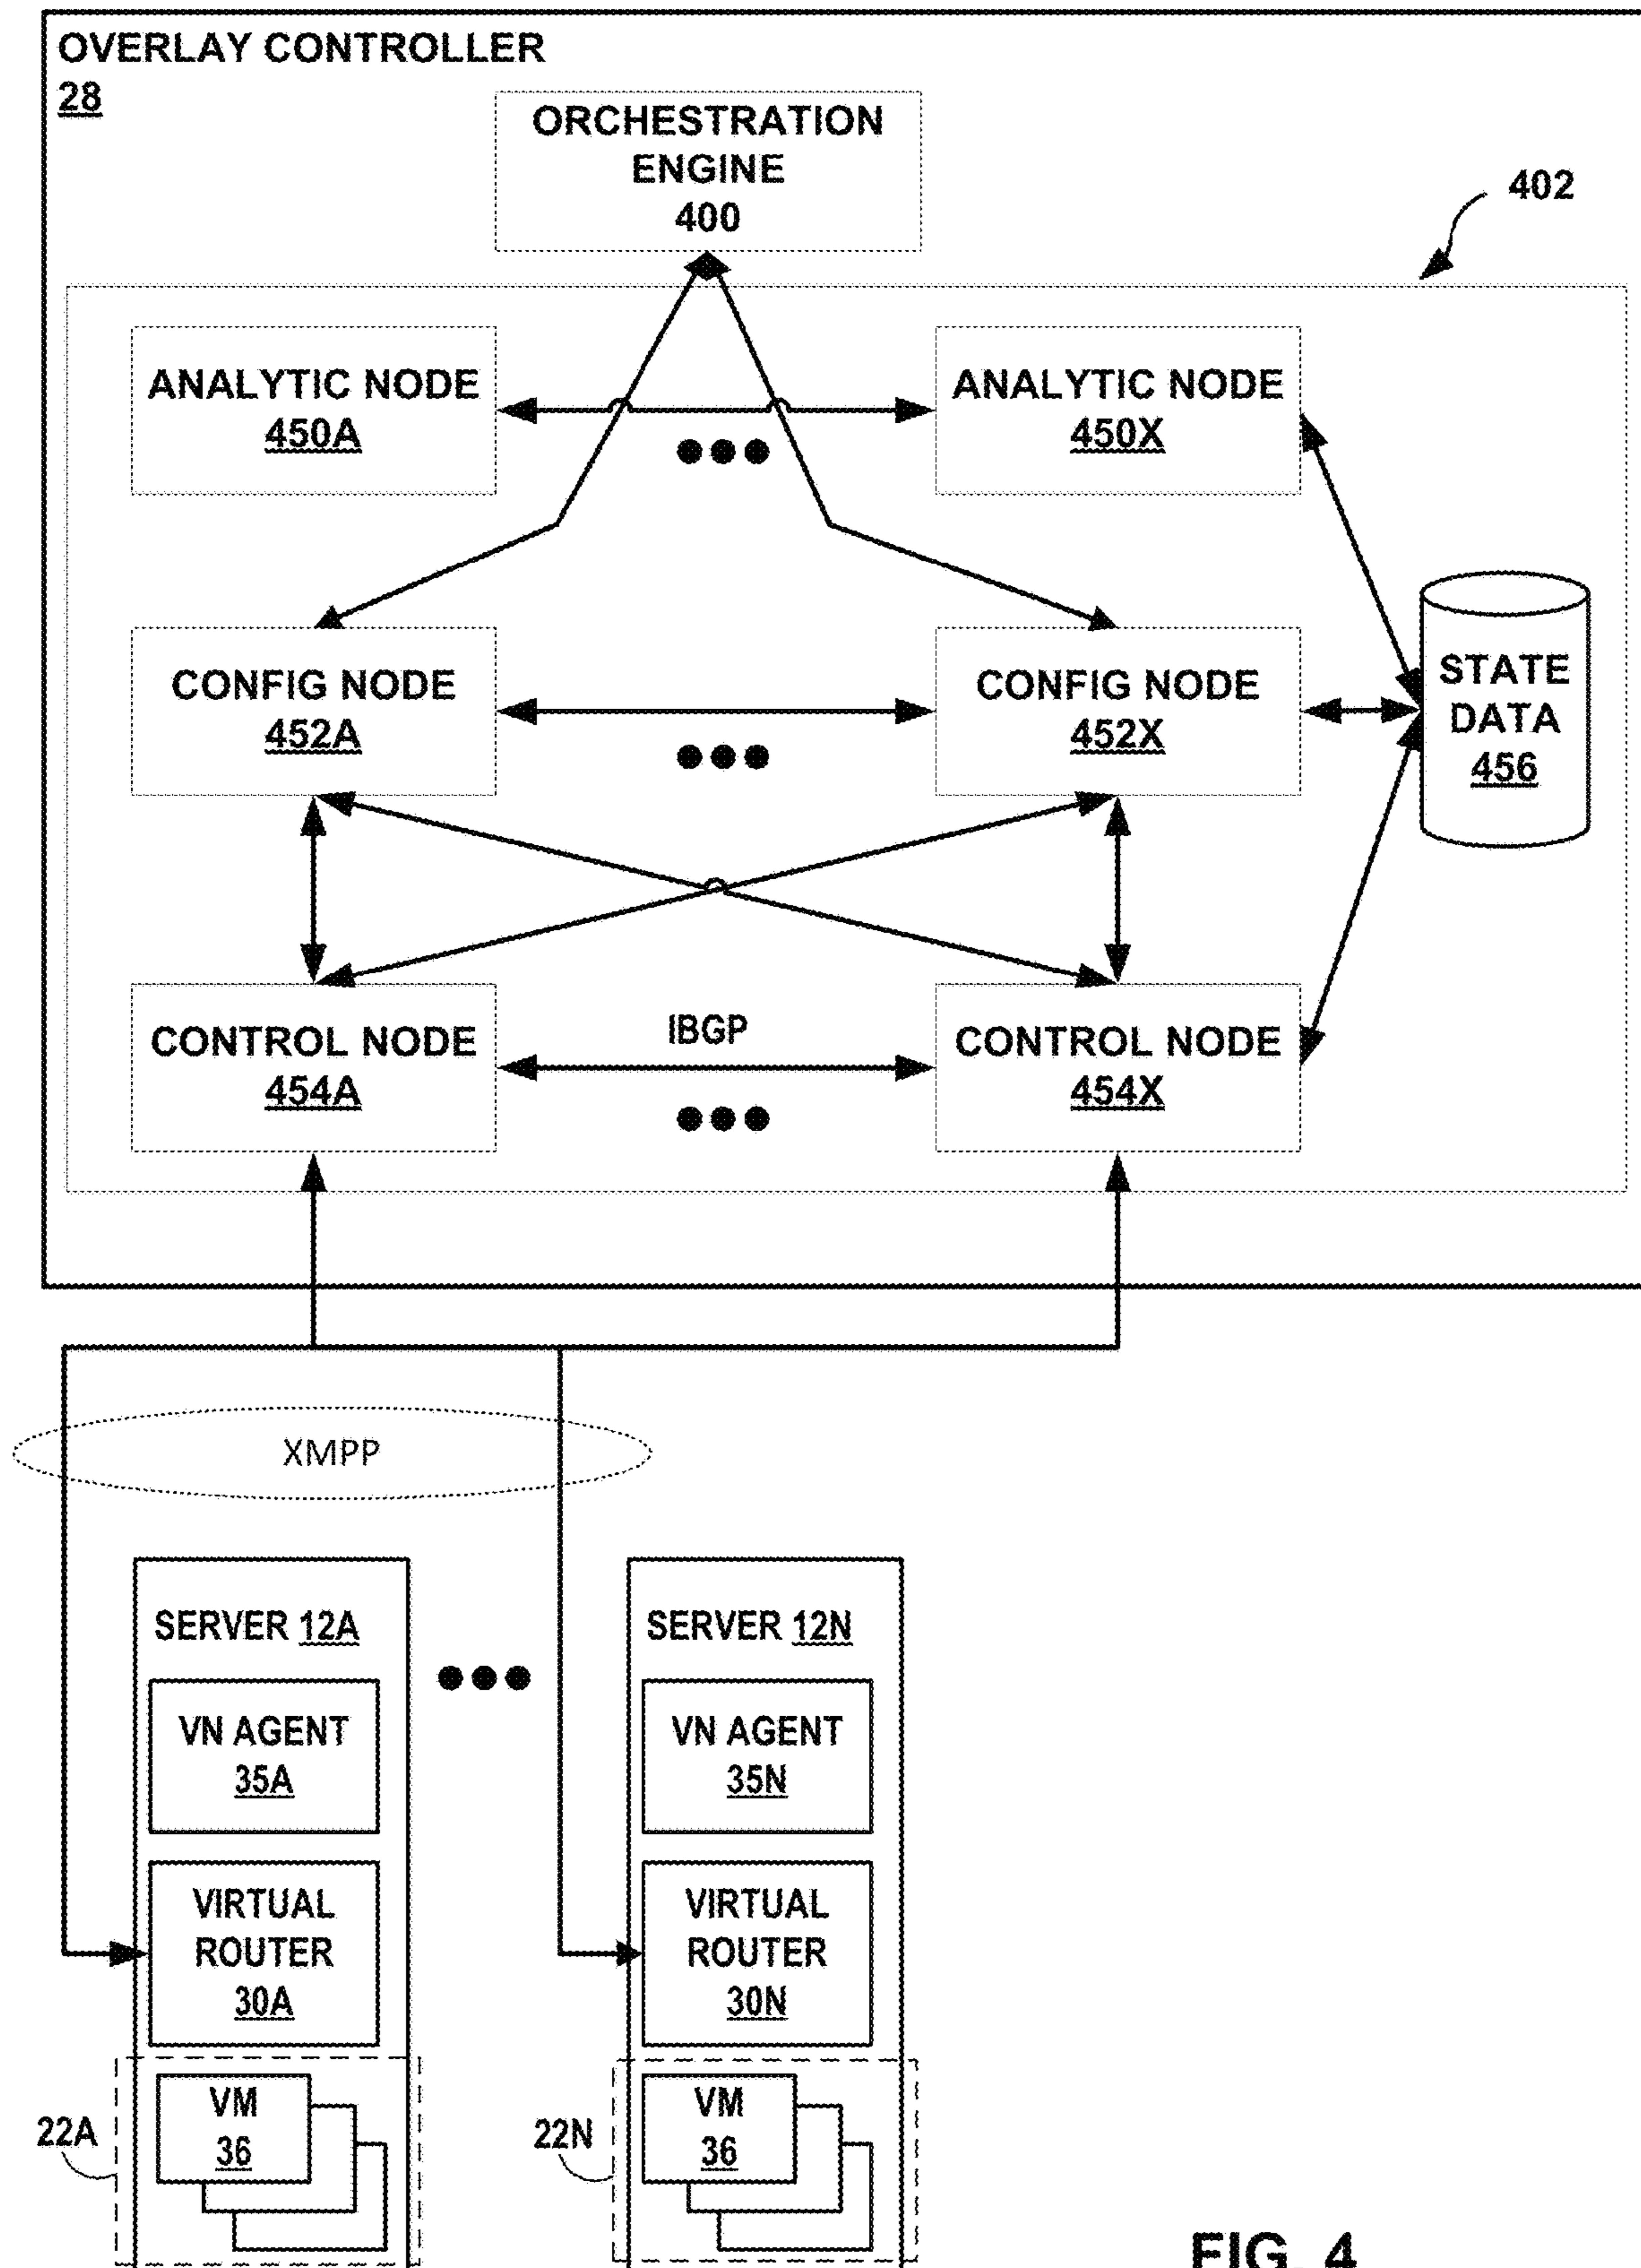 OVERLAY CONTROLLER
28
ORCHESTRATION
ENGINE
400
402
ANALYTIC NODE
450A
ANALYTIC NODE
450X
CONFIG NODE
452A
CONFIG NODE
452X
STATE
DATA
456
CONTROL NODE
454A
IBGP
CONTROL NODE
454X
XMPP
SERVER 12A
VN AGENT
35A
VIRTUAL
ROUTER
30A
VM
36
22A
SERVER 12N
VN AGENT
35N
VIRTUAL
ROUTER
30N
VM
36
22N
FIG. 4